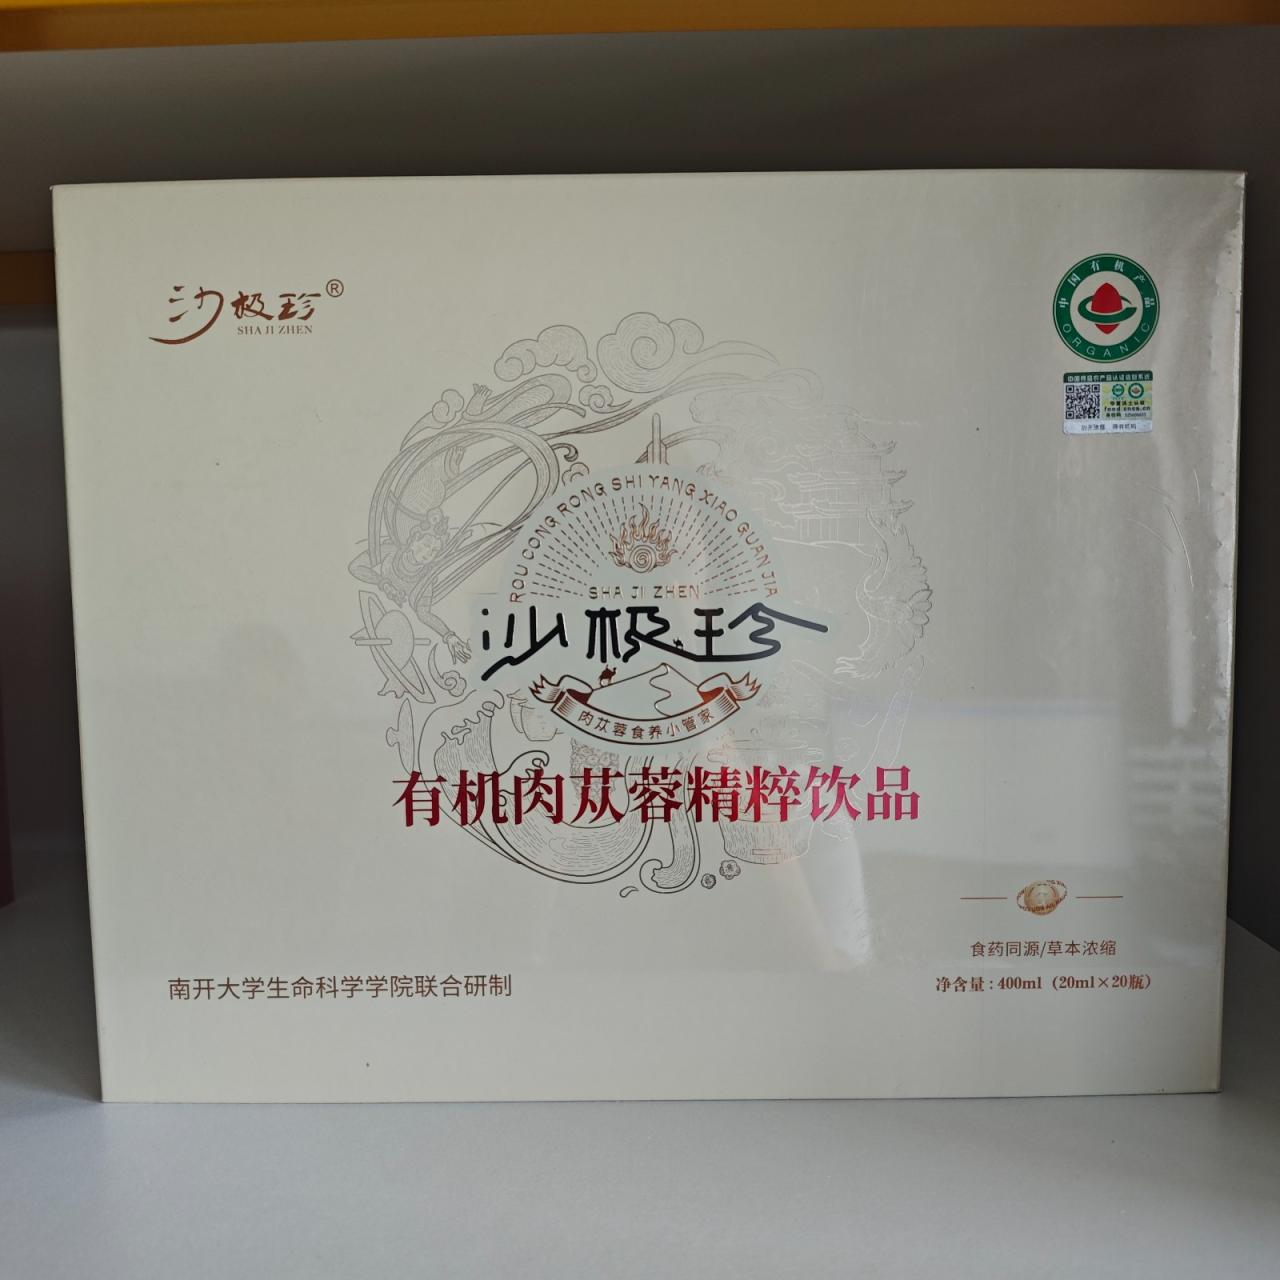 沙极珍®
SHA JI ZHEN
中国有机产品
ORGANIC
ROU CONG RONG SHI YANG XIAO GUAN JIA
SHA JI ZHEN
沙极珍
肉苁蓉食养小管家
有机肉苁蓉精粹饮品
食药同源/草本浓缩
南开大学生命科学学院联合研制
净含量：400ml（20ml×20瓶）